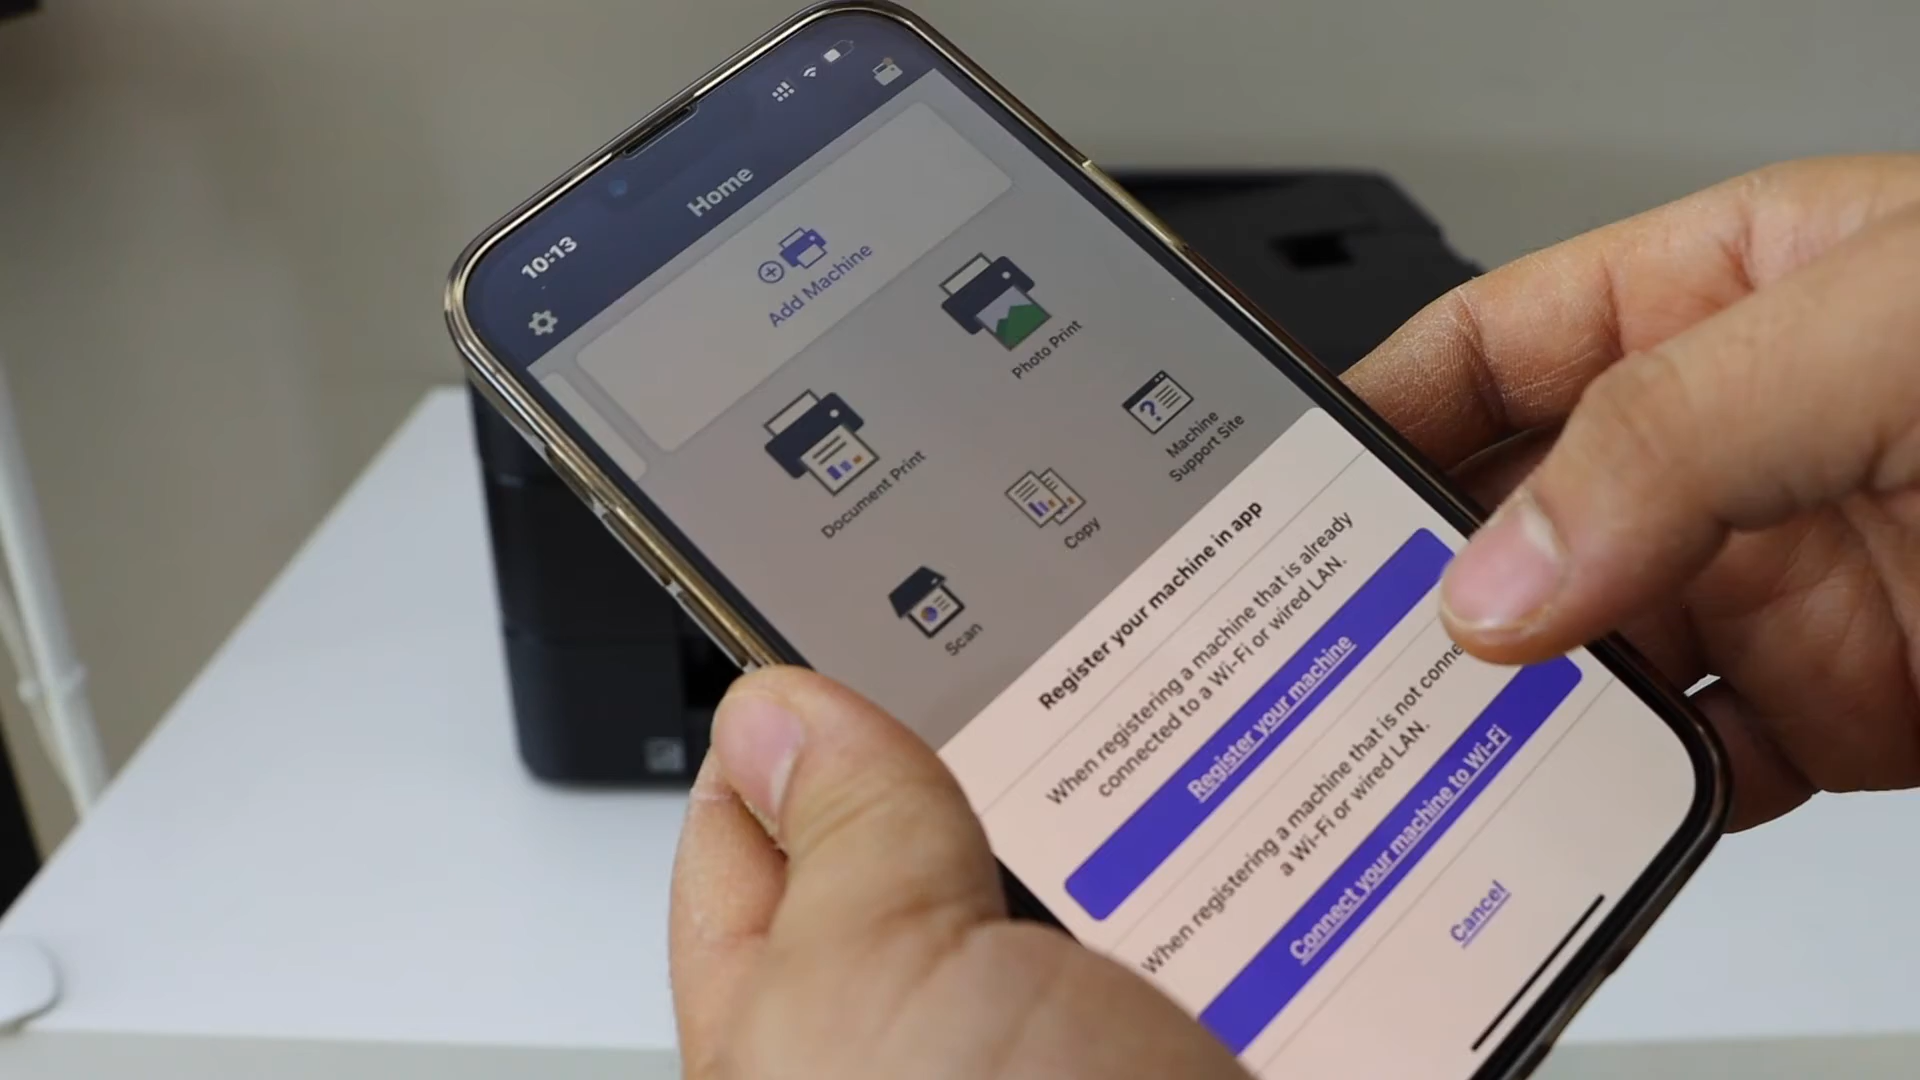 10:13
Home
Add Machine
Document Print
Photo Print
Scan
Copy
Machine
Support Site
Register your machine in app
When registering a machine that is already
connected to a Wi-Fi or wired LAN.
Register your machine
When registering a machine that is not conne
a Wi-Fi or wired LAN.
Connect your machine to Wi-Fi
Cancel